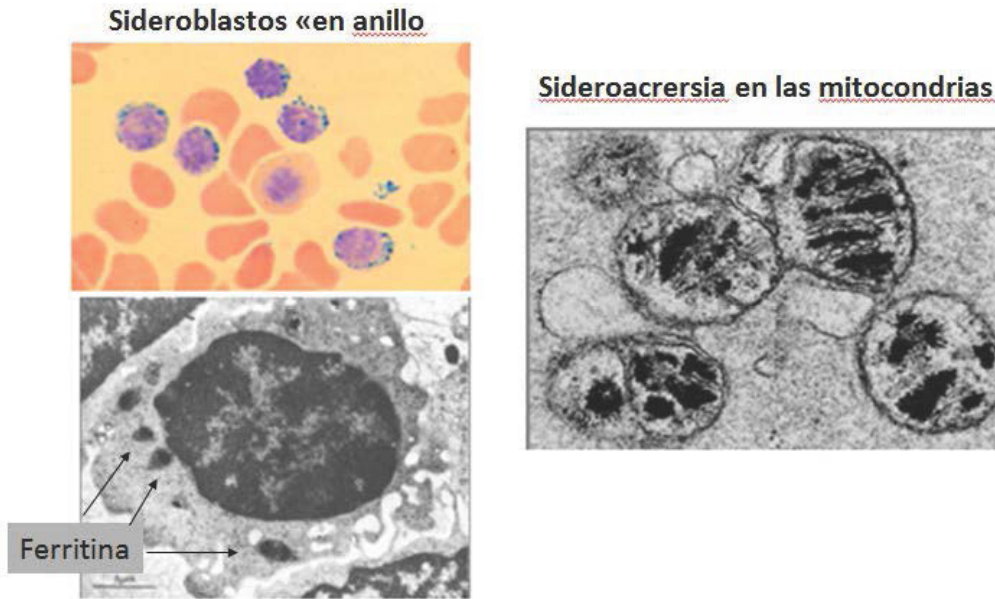 Sideroblastos «en anillo
Sideroacrersia en las mitocondrias
Ferritina